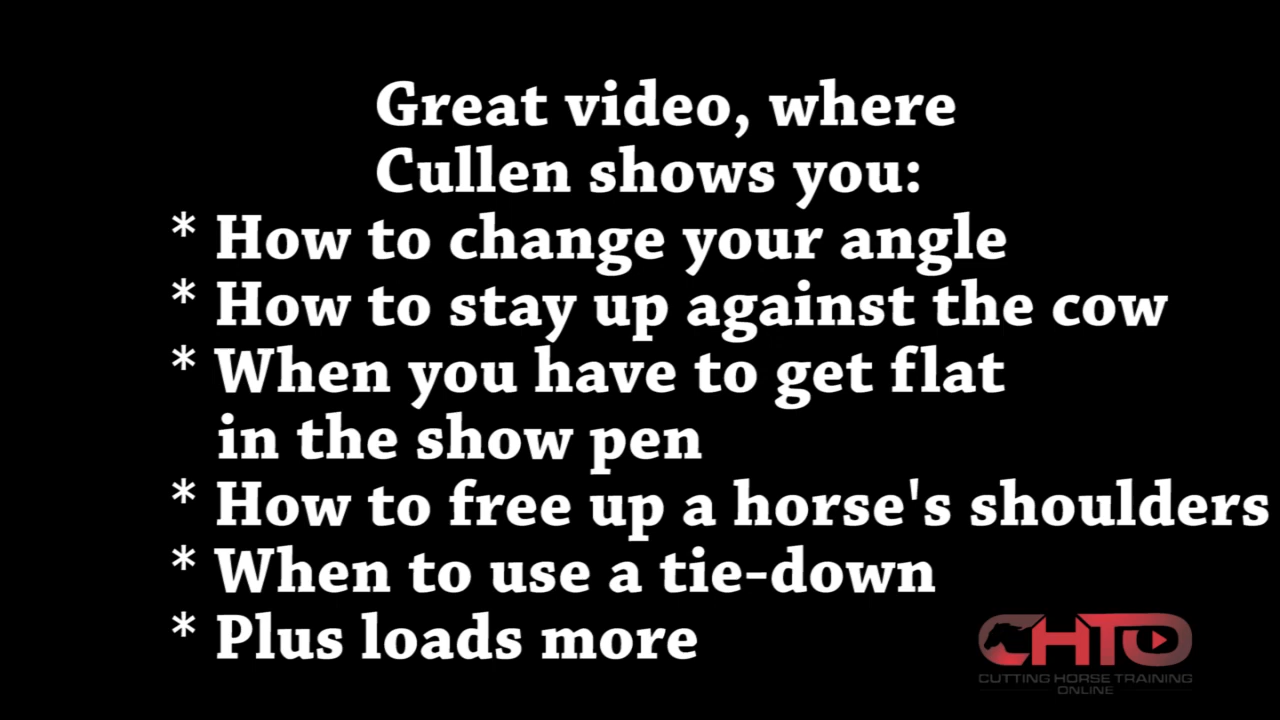 Great video, where
Cullen shows you:
* How to change your angle
* How to stay up against the cow
* When you have to get flat
in the show pen
* How to free up a horse's shoulders
* When to use a tie-down
* Plus loads more
CHTO
CUTTING HORSE TRAINING
ONLINE